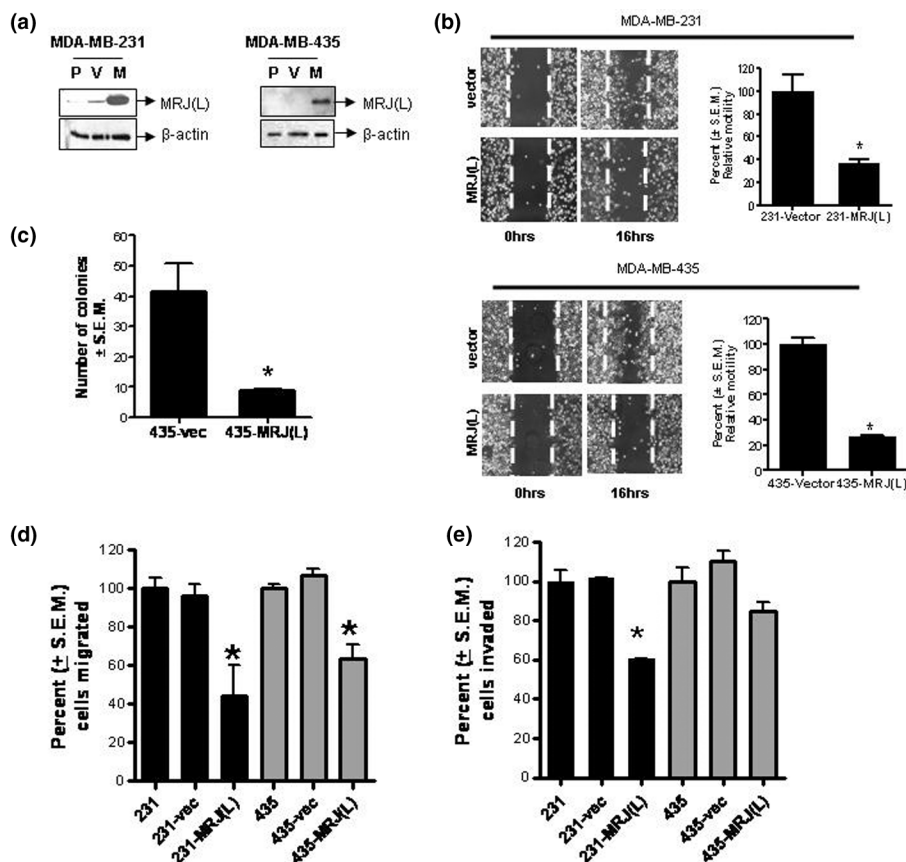 (a)
MDA-MB-231
P V M
MRJ(L)
β-actin
MDA-MB-435
P V M
MRJ(L)
β-actin
(b)
MDA-MB-231
vector
MRJ(L)
0hrs 16hrs
Percent (± S.E.M.)
Relative motility
120
100
80
60
40
20
0
*
231-Vector 231-MRJ(L)
MDA-MB-435
vector
MRJ(L)
0hrs 16hrs
Percent (± S.E.M.)
Relative motility
120
100
80
60
40
20
0
*
435-Vector 435-MRJ(L)
(c)
Number of colonies
± S.E.M.
60
50
40
30
20
10
0
*
435-vec 435-MRJ(L)
(d)
Percent (± S.E.M.)
cells migrated
120
100
80
60
40
20
0
*
*
231
231-vec
231-MRJ(L)
435
435-vec
435-MRJ(L)
(e)
Percent (± S.E.M.)
cells invaded
120
100
80
60
40
20
0
*
231
231-vec
231-MRJ(L)
435
435-vec
435-MRJ(L)